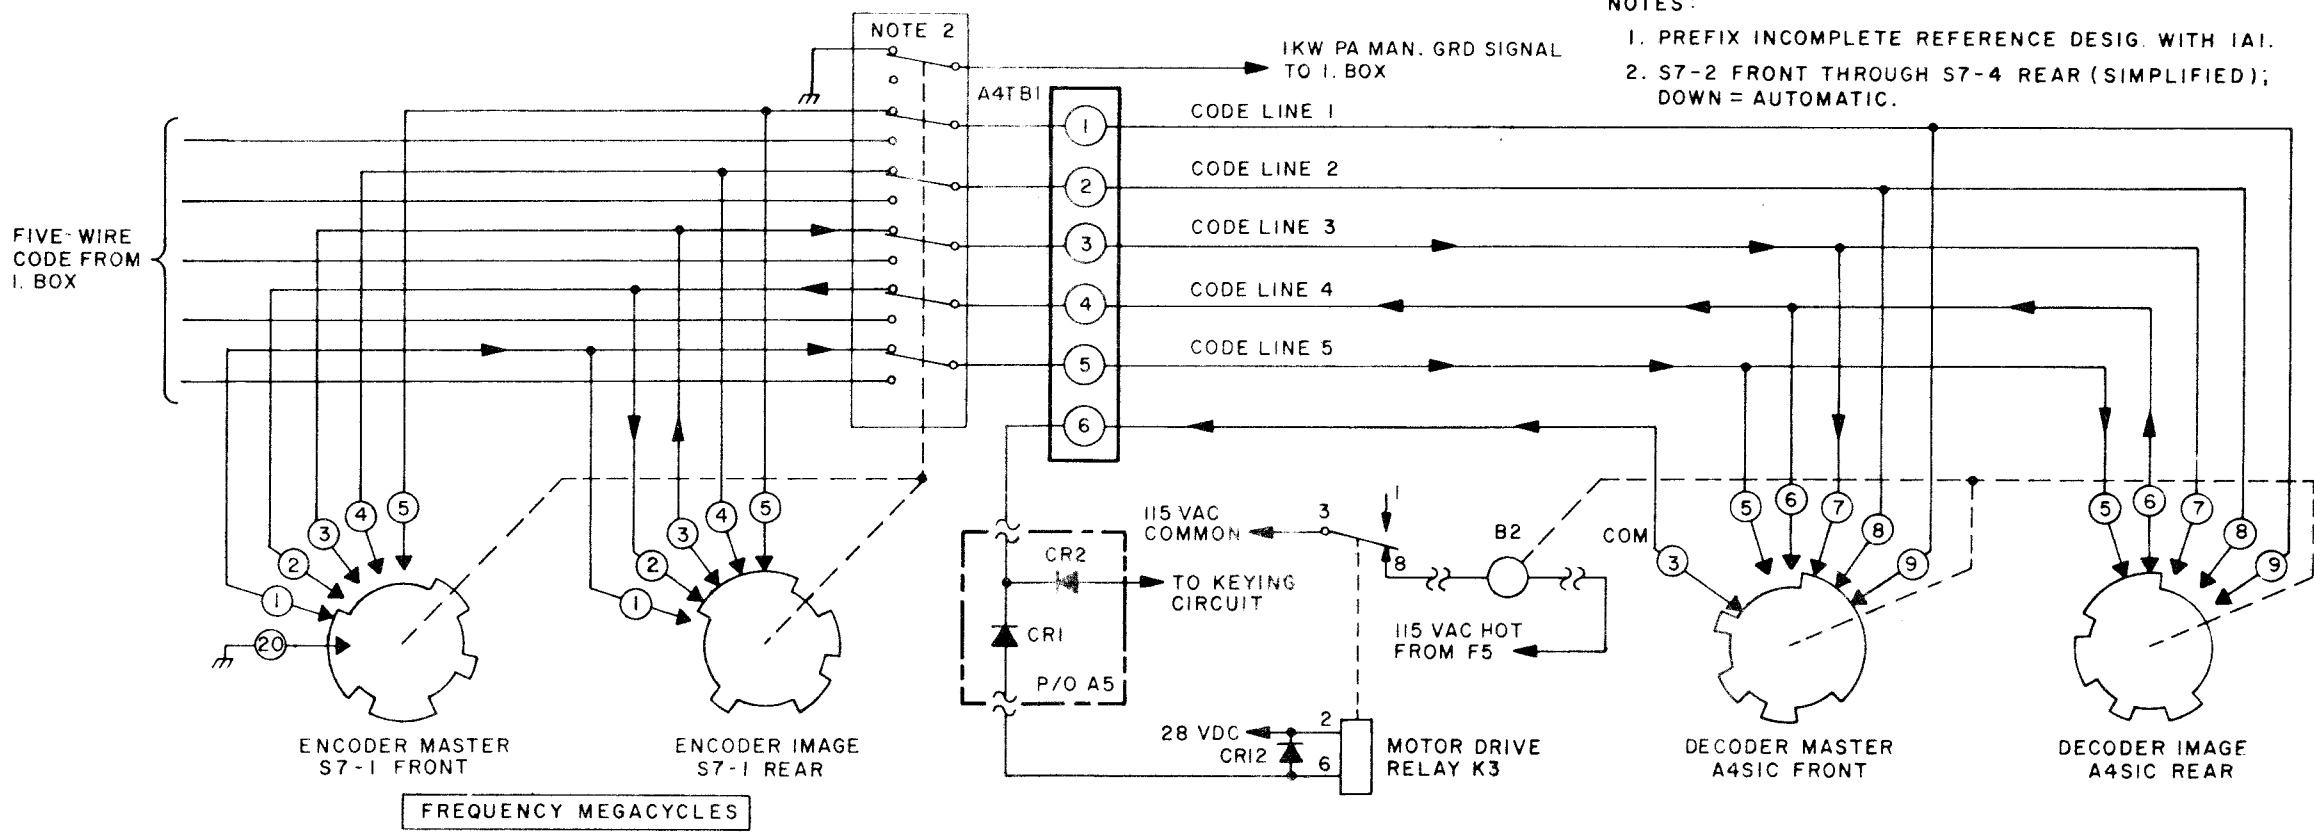 NOTES:
1. PREFIX INCOMPLETE REFERENCE DESIG. WITH 1A1.
2. S7-2 FRONT THROUGH S7-4 REAR (SIMPLIFIED);
DOWN = AUTOMATIC.
NOTE 2
1KW PA MAN. GRD SIGNAL
TO I. BOX
A4TB1
FIVE-WIRE
CODE FROM
I. BOX
1
CODE LINE 1
2
CODE LINE 2
3
CODE LINE 3
4
CODE LINE 4
5
CODE LINE 5
6
1
2
3
4
5
20
1
2
3
4
5
ENCODER MASTER
S7-1 FRONT
ENCODER IMAGE
S7-1 REAR
FREQUENCY MEGACYCLES
CR2
TO KEYING
CIRCUIT
CR1
P/O A5
115 VAC
COMMON
3
1
8
B2
115 VAC HOT
FROM F5
28 VDC
CR12
2
6
MOTOR DRIVE
RELAY K3
COM
3
5
6
7
8
9
DECODER MASTER
A4S1C FRONT
5
6
7
8
9
DECODER IMAGE
A4S1C REAR